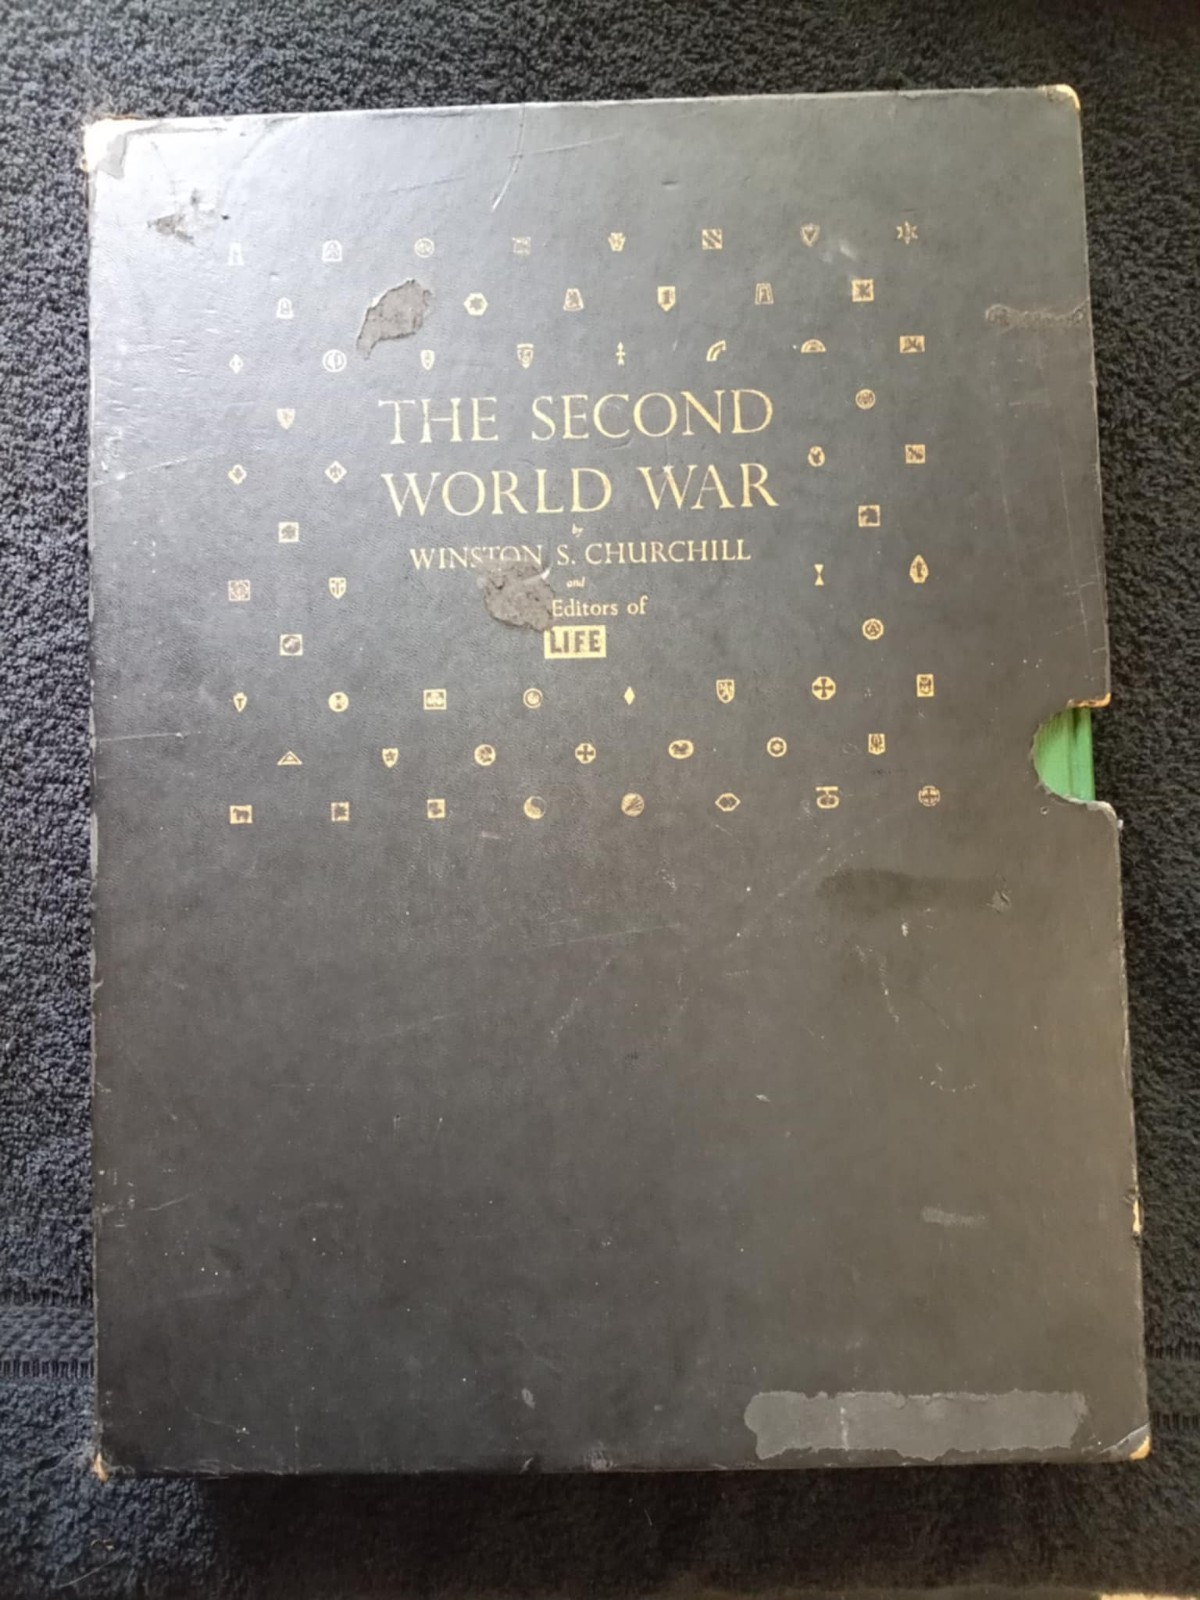 THE SECOND
WORLD WAR
by
WINSTON S. CHURCHILL
and
Editors of
LIFE